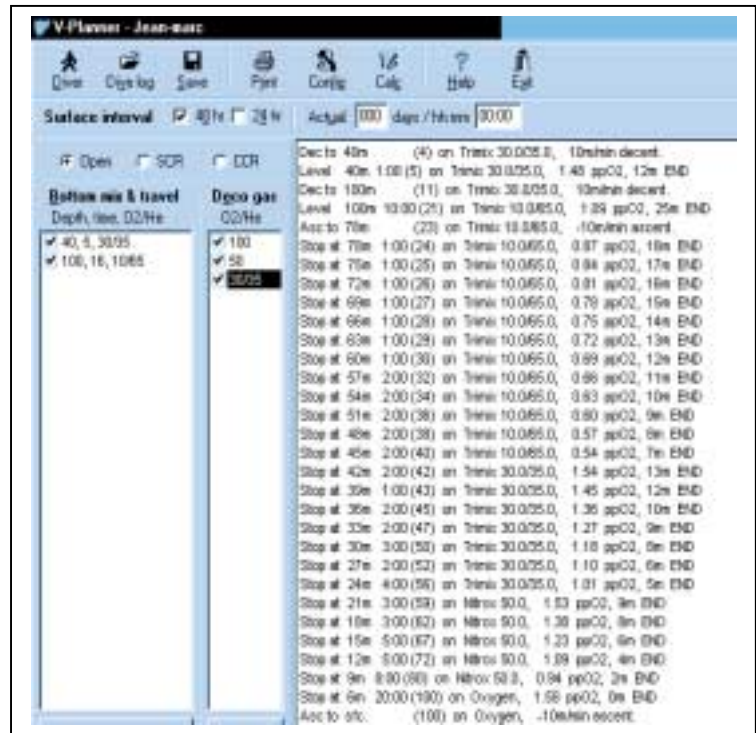 V-Planner - Jean-marc
Diver Dive log Save Print Config Calc Help Exit
Surface interval 48 hr 24 hr Actual 000 days / hh:mm 00:00
Open SCR CCR
Bottom mix & travel
Depth, time, O2/He
40, 5, 30/35
100, 16, 10/65
Deco gas
O2/He
100
50
30/35
Dec to 40m (4) on Trimix 30.0/35.0, 10m/min decent.
Level 40m 1:00 (5) on Trimix 30.0/35.0, 1.48 ppO2, 12m END
Dec to 100m (11) on Trimix 30.0/35.0, 10m/min decent.
Level 100m 10:00 (21) on Trimix 10.0/65.0, 1.09 ppO2, 25m END
Asc to 78m (23) on Trimix 10.0/65.0, -10m/min ascent.
Stop at 78m 1:00 (24) on Trimix 10.0/65.0, 0.87 ppO2, 18m END
Stop at 75m 1:00 (25) on Trimix 10.0/65.0, 0.84 ppO2, 17m END
Stop at 72m 1:00 (26) on Trimix 10.0/65.0, 0.81 ppO2, 16m END
Stop at 69m 1:00 (27) on Trimix 10.0/65.0, 0.78 ppO2, 15m END
Stop at 66m 1:00 (28) on Trimix 10.0/65.0, 0.75 ppO2, 14m END
Stop at 63m 1:00 (29) on Trimix 10.0/65.0, 0.72 ppO2, 13m END
Stop at 60m 1:00 (30) on Trimix 10.0/65.0, 0.69 ppO2, 12m END
Stop at 57m 2:00 (32) on Trimix 10.0/65.0, 0.66 ppO2, 11m END
Stop at 54m 2:00 (34) on Trimix 10.0/65.0, 0.63 ppO2, 10m END
Stop at 51m 2:00 (36) on Trimix 10.0/65.0, 0.60 ppO2, 9m END
Stop at 48m 2:00 (38) on Trimix 10.0/65.0, 0.57 ppO2, 8m END
Stop at 45m 2:00 (40) on Trimix 10.0/65.0, 0.54 ppO2, 7m END
Stop at 42m 2:00 (42) on Trimix 30.0/35.0, 1.54 ppO2, 13m END
Stop at 39m 1:00 (43) on Trimix 30.0/35.0, 1.45 ppO2, 12m END
Stop at 36m 2:00 (45) on Trimix 30.0/35.0, 1.36 ppO2, 10m END
Stop at 33m 2:00 (47) on Trimix 30.0/35.0, 1.27 ppO2, 9m END
Stop at 30m 3:00 (50) on Trimix 30.0/35.0, 1.18 ppO2, 8m END
Stop at 27m 2:00 (52) on Trimix 30.0/35.0, 1.10 ppO2, 6m END
Stop at 24m 4:00 (56) on Trimix 30.0/35.0, 1.01 ppO2, 5m END
Stop at 21m 3:00 (59) on Nitrox 50.0, 1.53 ppO2, 9m END
Stop at 18m 3:00 (62) on Nitrox 50.0, 1.38 ppO2, 8m END
Stop at 15m 5:00 (67) on Nitrox 50.0, 1.23 ppO2, 6m END
Stop at 12m 5:00 (72) on Nitrox 50.0, 1.09 ppO2, 4m END
Stop at 9m 8:00 (80) on Nitrox 50.0, 0.94 ppO2, 2m END
Stop at 6m 20:00 (100) on Oxygen, 1.58 ppO2, 0m END
Asc to sfc. (100) on Oxygen, -10m/min ascent.